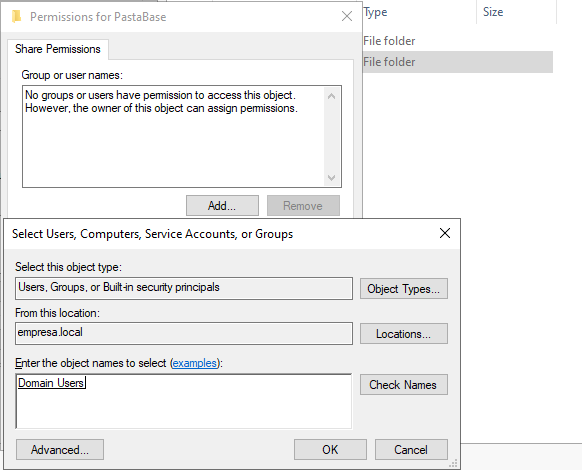 Permissions for PastaBase
Type
Size
File folder
File folder
Share Permissions
Group or user names:
No groups or users have permission to access this object.
However, the owner of this object can assign permissions.
Add...
Remove
Select Users, Computers, Service Accounts, or Groups
Select this object type:
Users, Groups, or Built-in security principals
Object Types...
From this location:
empresa.local
Locations...
Enter the object names to select (examples):
Domain Users
Check Names
Advanced...
OK
Cancel